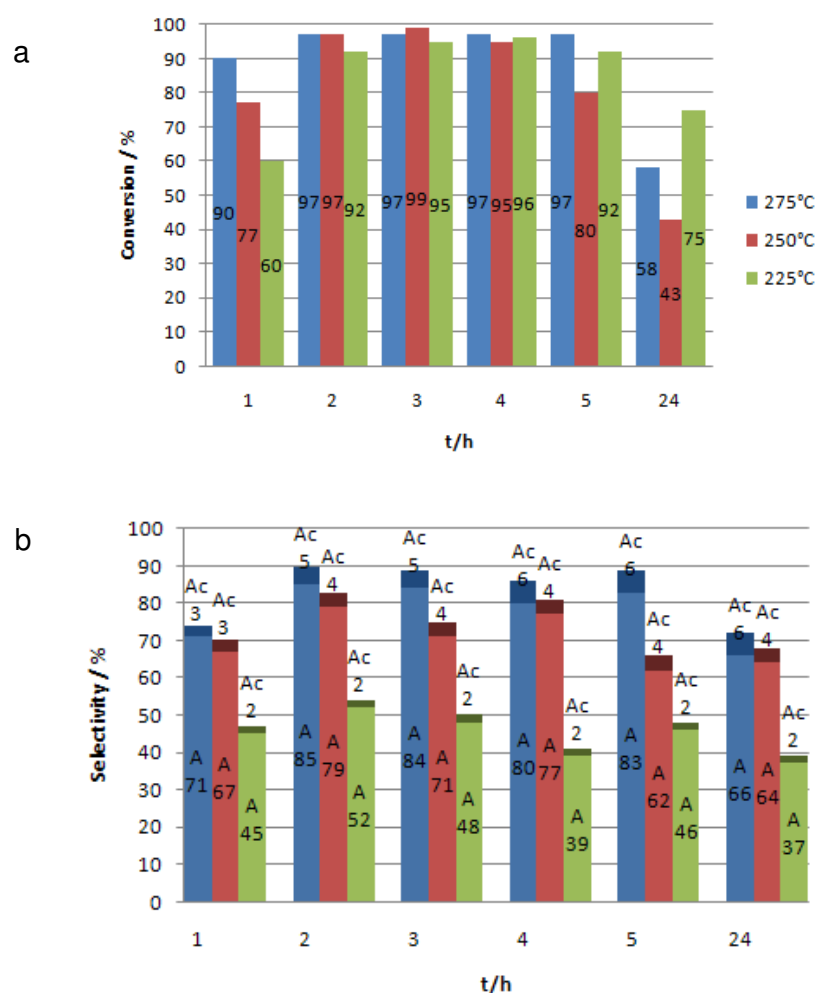 a
Conversion / %
100
90
80
70
60
50
40
30
20
10
0
90 77 60
97 97 92
97 99 95
97 95 96
97 80 92
58 43 75
1 2 3 4 5 24
t/h
275°C
250°C
225°C
b
Selectivity / %
100
90
80
70
60
50
40
30
20
10
0
Ac 3 Ac 3 Ac 2
A 71 A 67 A 45
Ac 5 Ac 4 Ac 2
A 85 A 79 A 52
Ac 5 Ac 4 Ac 2
A 84 A 71 A 48
Ac 6 Ac 4 Ac 2
A 80 A 77 A 39
Ac 6 Ac 4 Ac 2
A 83 A 62 A 46
Ac 6 Ac 4 Ac 2
A 66 A 64 A 37
1 2 3 4 5 24
t/h